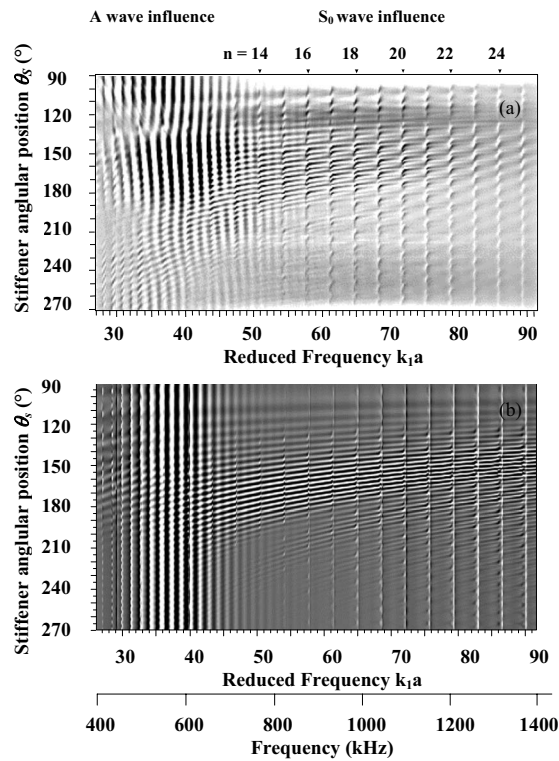 A wave influence S₀ wave influence
n = 14 16 18 20 22 24
90
120
150
180
210
240
270
Stiffener angular position θS (°)
(a)
30 40 50 60 70 80 90
Reduced Frequency k₁a
90
120
150
180
210
240
270
Stiffener anglular position θs (°)
(b)
30 40 50 60 75 80 90
Reduced Frequency k₁a
400 600 800 1000 1200 1400
Frequency (kHz)